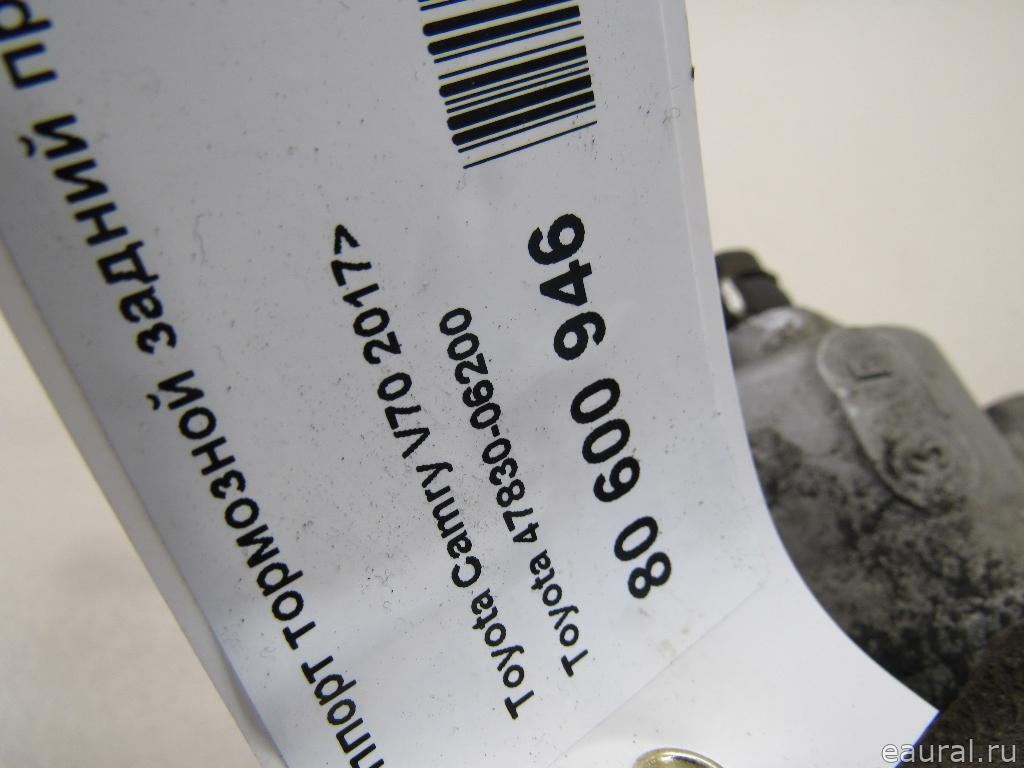 ппорт тормозной задний пр
Toyota Camry V70 2017>
Toyota 47830-06200
80 600 946
F
eaural.ru